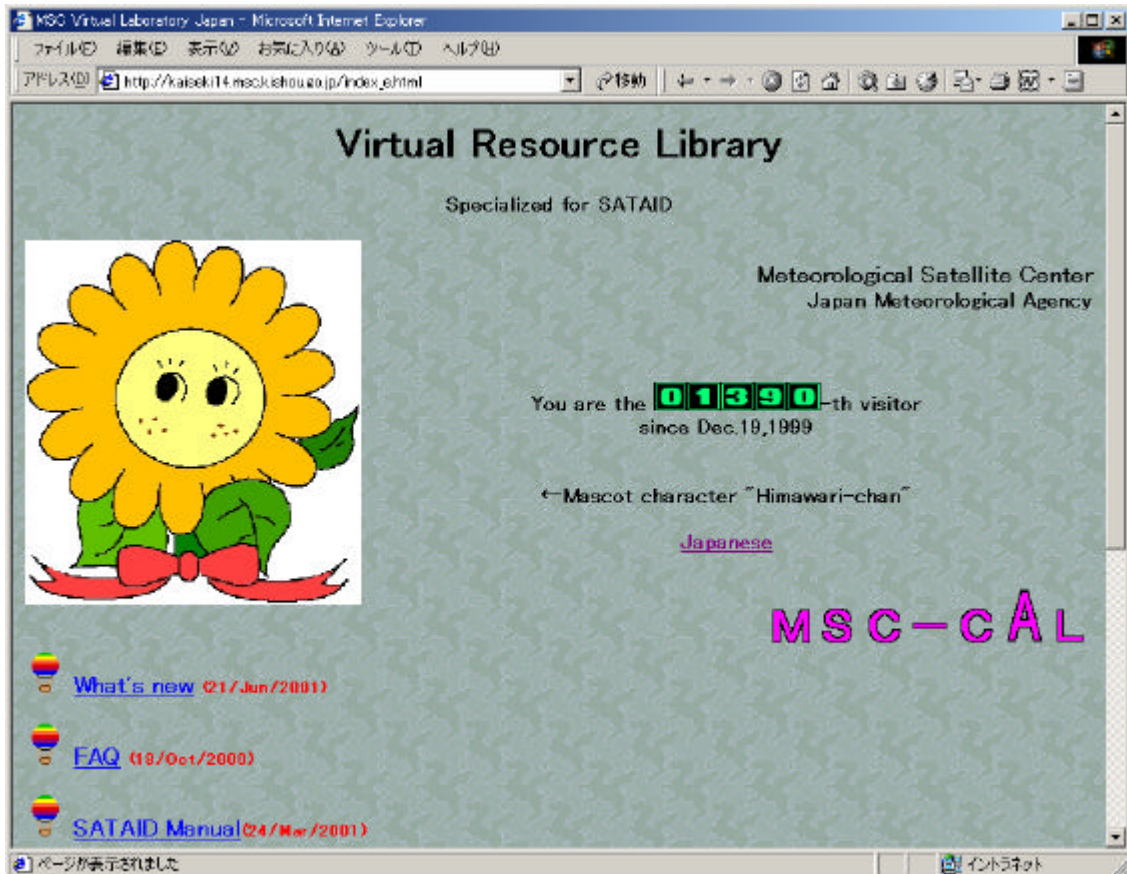 MSC Virtual Laboratory Japan - Microsoft Internet Explorer
ファイル(F) 編集(E) 表示(V) お気に入り(A) ツール(T) ヘルプ(H)
アドレス(D) http://kaiseki14.msc.kishou.go.jp/index_e.html 移動
Virtual Resource Library
Specialized for SATAID
Meteorological Satellite Center
Japan Meteorological Agency
You are the 01390-th visitor
since Dec.19,1999
←Mascot character "Himawari-chan"
Japanese
MSC-CAL
What's new (21/Jun/2001)
FAQ (18/Oct/2000)
SATAID Manual(24/Mar/2001)
ページが表示されました イントラネット